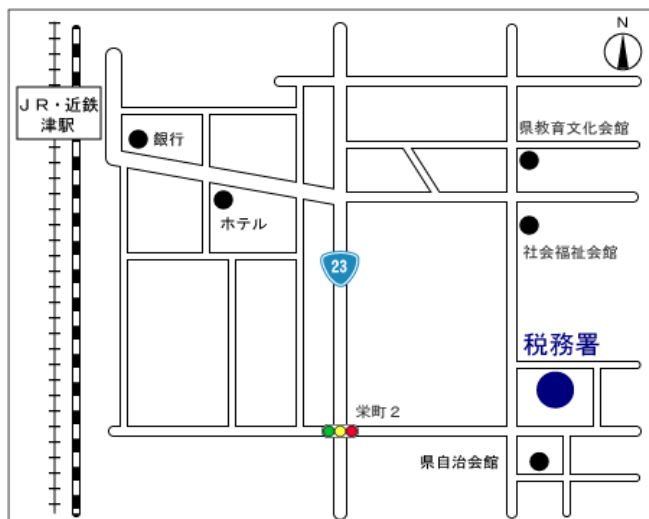 N
JR・近鉄
津駅
銀行
県教育文化会館
ホテル
社会福祉会館
23
税務署
栄町2
県自治会館